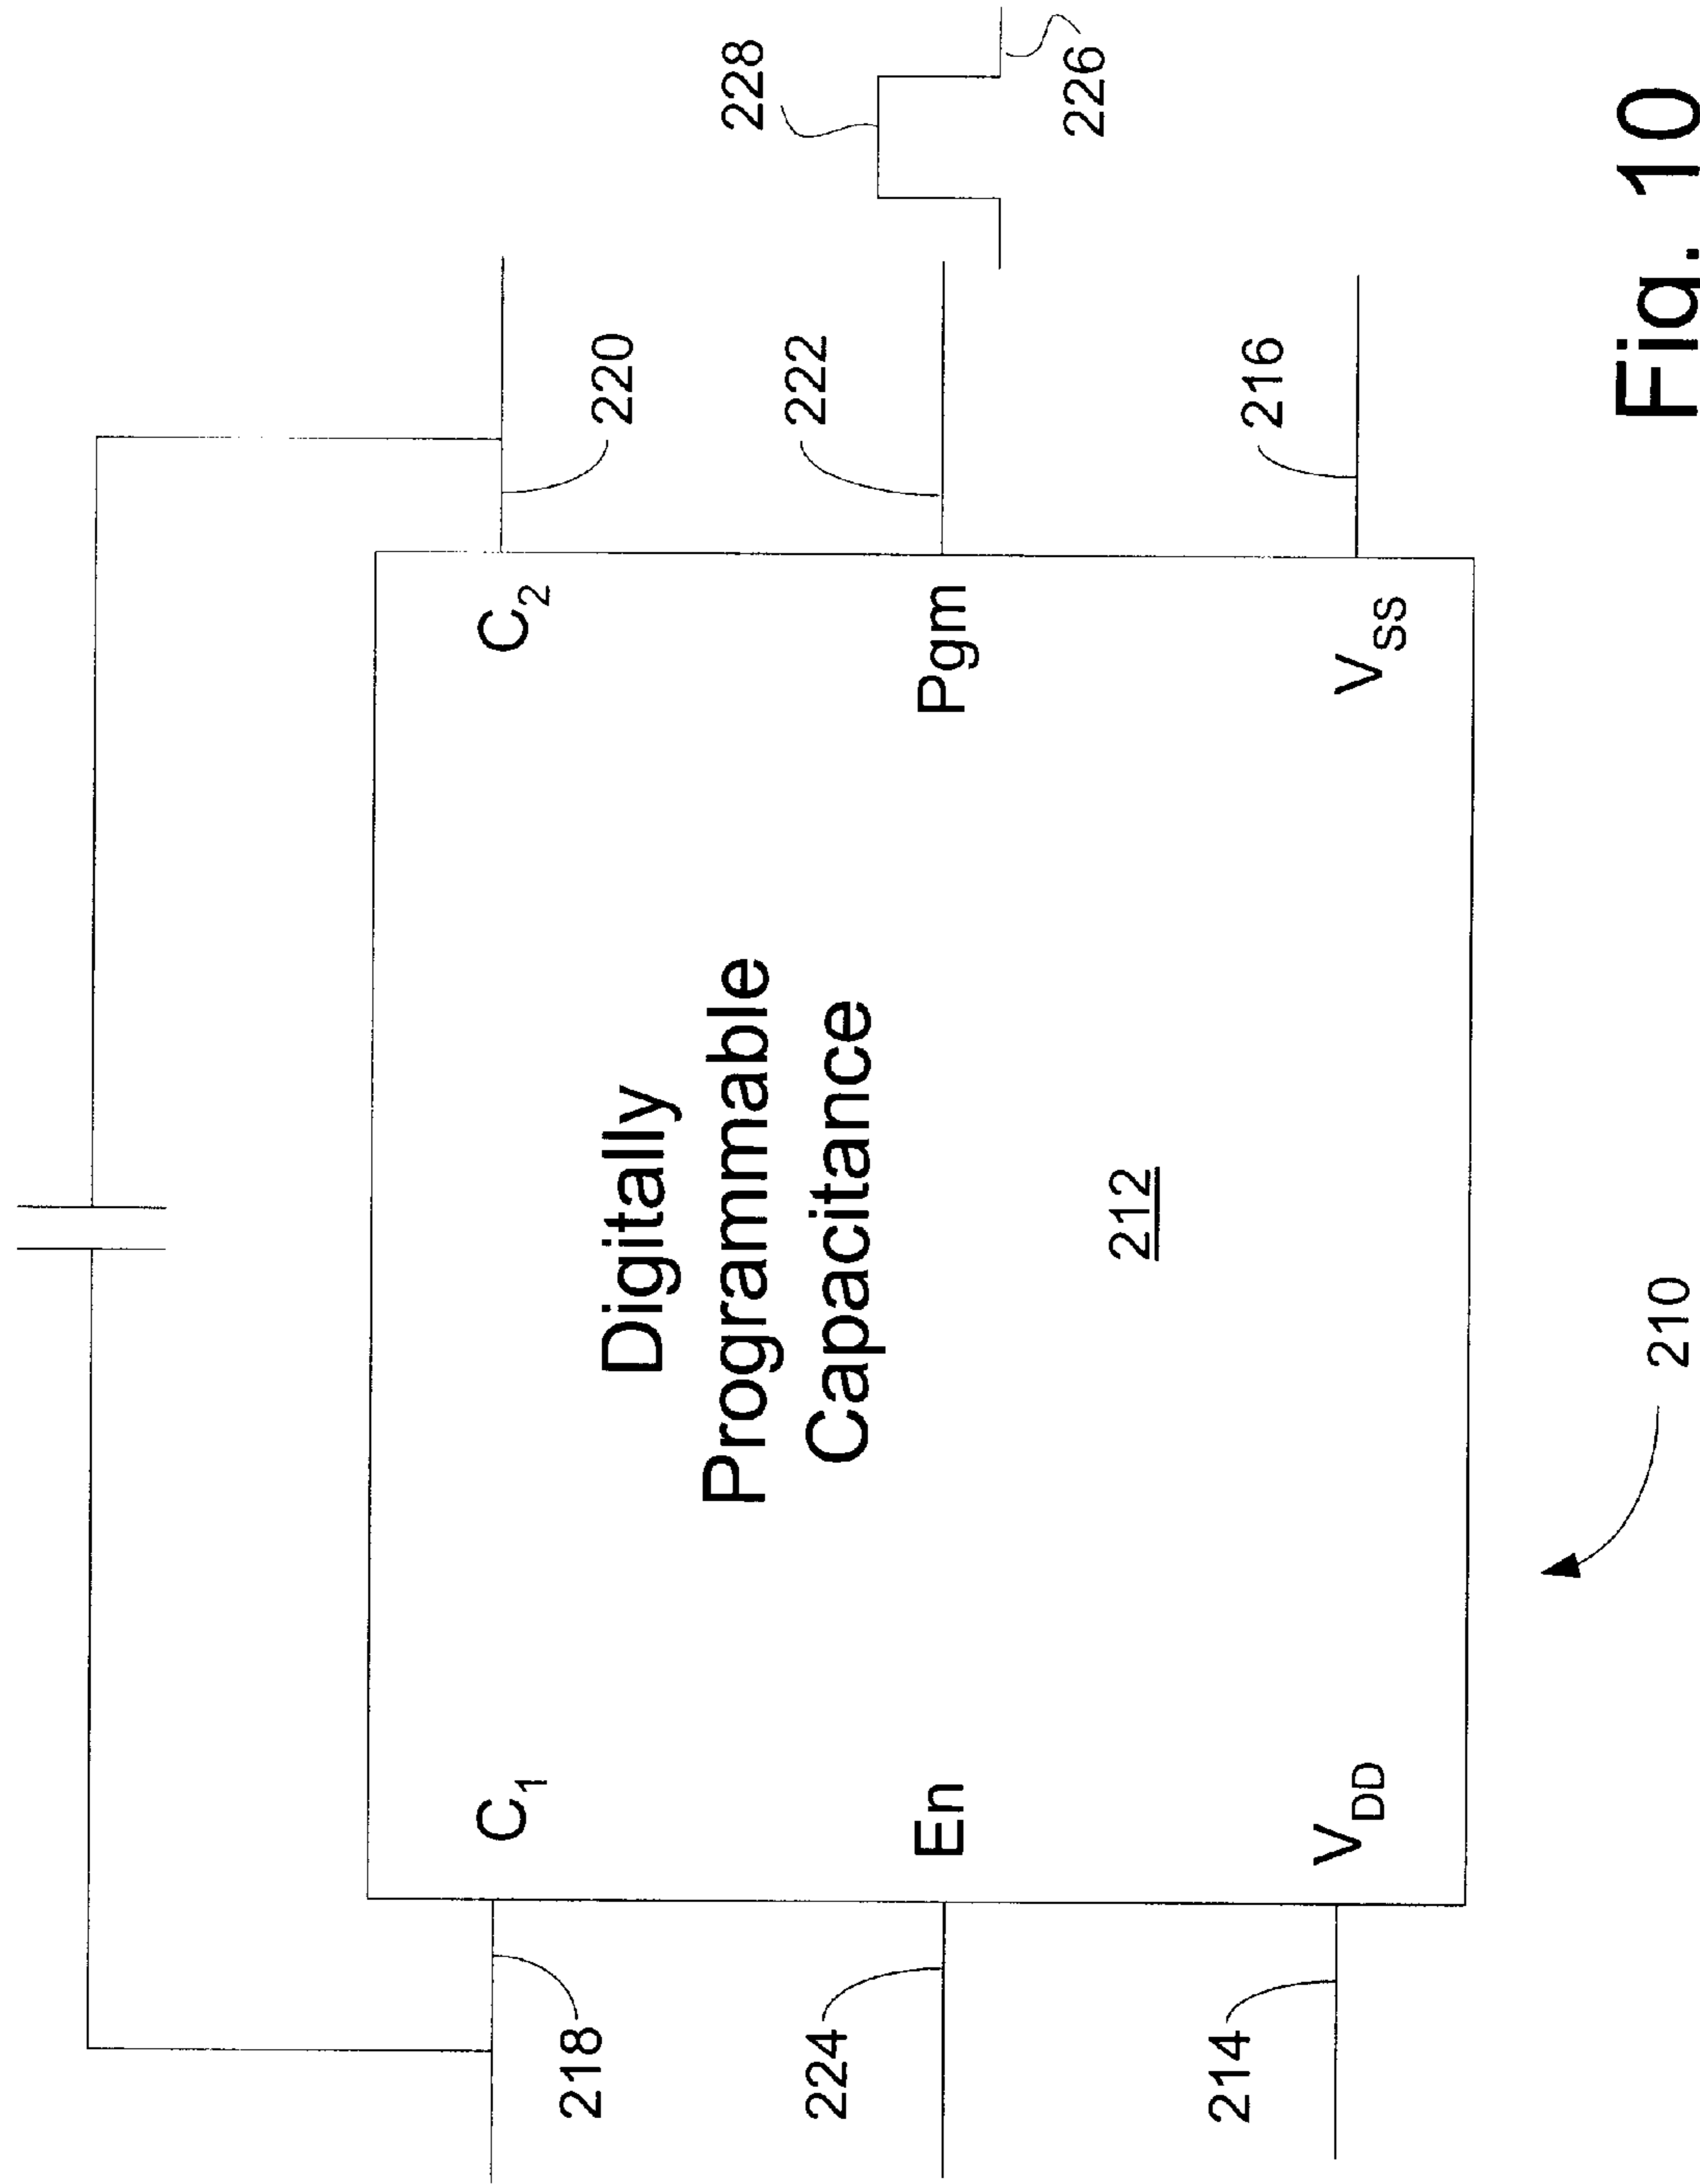 C1
C2
218
220
228
Digitally
Programmable
Capacitance
En
Pgm
224
222
226
212
VDD
VSS
214
216
210
Fig. 10